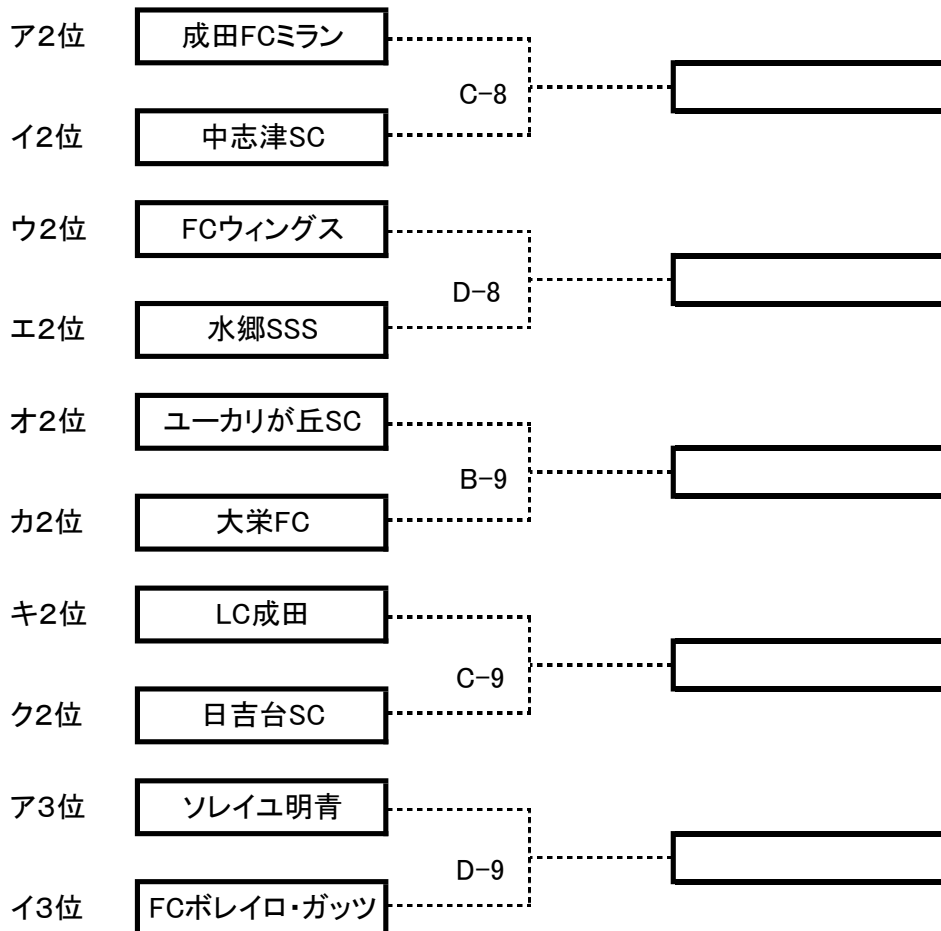 ア２位 成田FCミラン
C-8
イ２位 中志津SC
ウ２位 FCウィングス
D-8
エ２位 水郷SSS
オ２位 ユーカリが丘SC
B-9
カ２位 大栄FC
キ２位 LC成田
C-9
ク２位 日吉台SC
ア３位 ソレイユ明青
D-9
イ３位 FCボレイロ・ガッツ